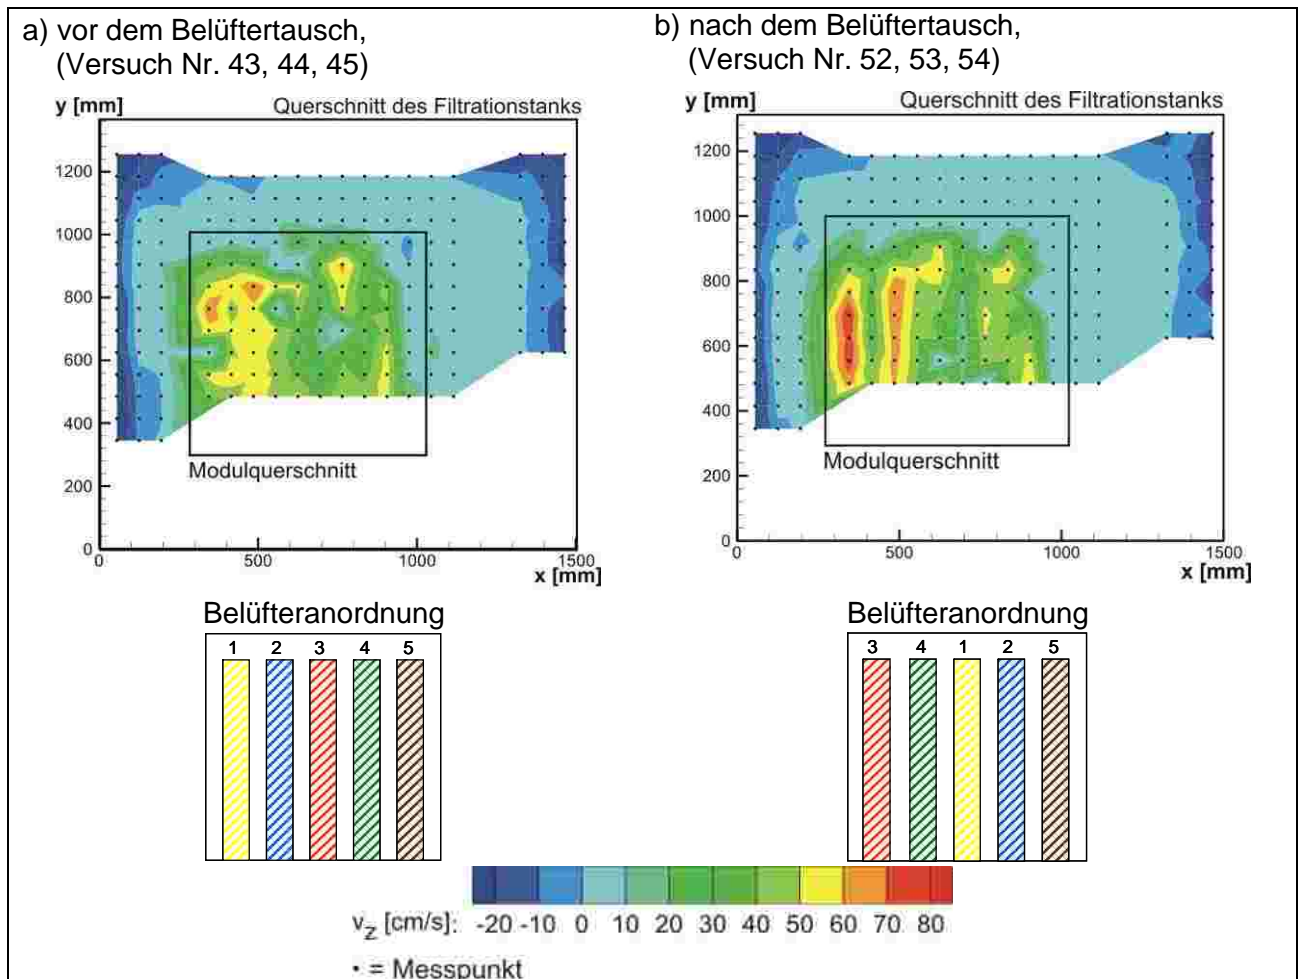 a) vor dem Belüftertausch,
(Versuch Nr. 43, 44, 45)
b) nach dem Belüftertausch,
(Versuch Nr. 52, 53, 54)
y [mm]
Querschnitt des Filtrationstanks
1200
1000
800
600
400
200
0
0
500
1000
1500
x [mm]
Modulquerschnitt
y [mm]
Querschnitt des Filtrationstanks
1200
1000
800
600
400
200
0
0
500
1000
1500
x [mm]
Modulquerschnitt
Belüfteranordnung
1 2 3 4 5
Belüfteranordnung
3 4 1 2 5
vz [cm/s]: -20 -10 0 10 20 30 40 50 60 70 80
• = Messpunkt